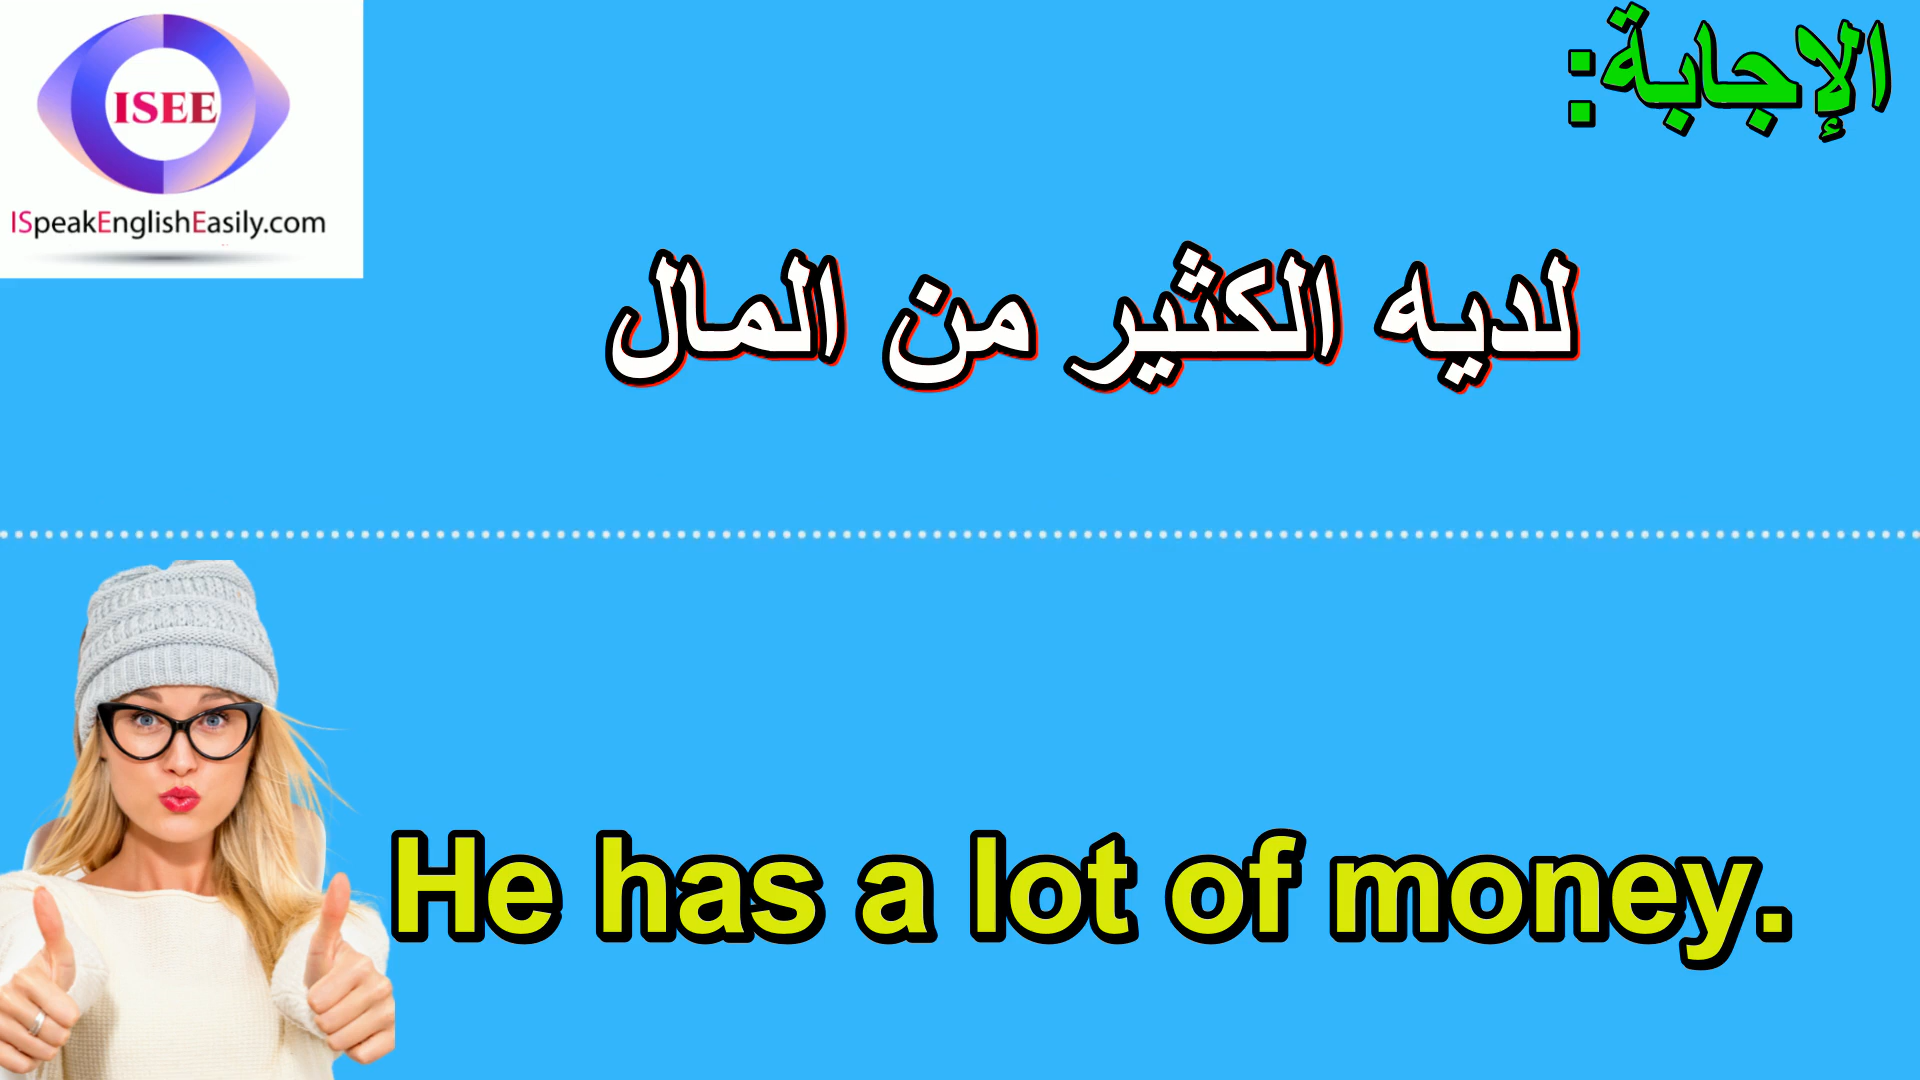 ISEE
ISpeakEnglishEasily.com
الإجابة:
لديه الكثير من المال
He has a lot of money.